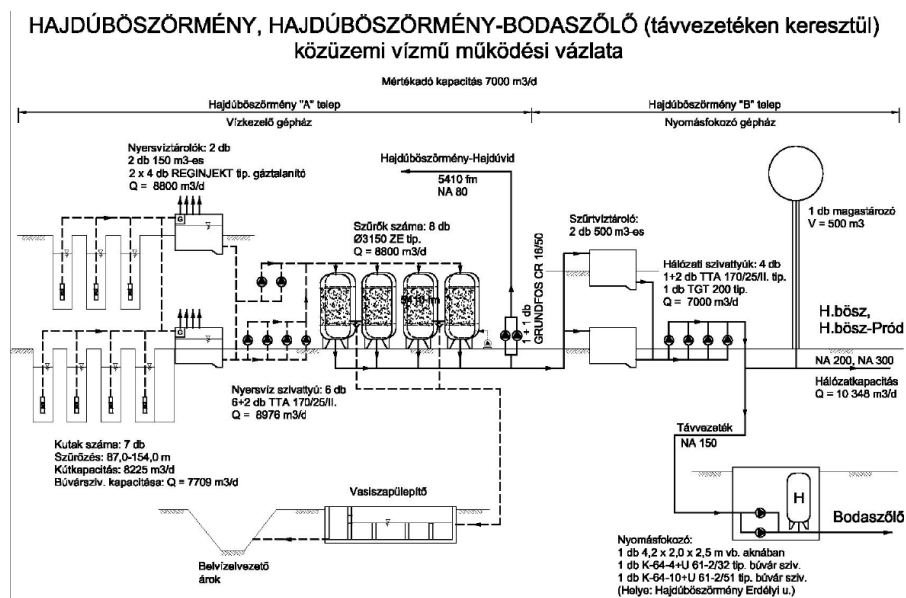 HAJDÚBÖSZÖRMÉNY, HAJDÚBÖSZÖRMÉNY-BODASZŐLŐ (távvezetéken keresztül)
közüzemi vízmű működési vázlata
Mértékadó kapacitás 7000 m3/d
Hajdúböszörmény "A" telep
Vízkezelő gépház
Hajdúböszörmény "B" telep
Nyomásfokozó gépház
Nyersvíztárolók: 2 db
2 db 150 m3-es
2 x 4 db REGINJEKT tip. gáztalanító
Q = 8800 m3/d
G
G
Hajdúböszörmény-Hajdúvid
5410 fm
NA 80
Szűrők száma: 8 db
Ø3150 ZE tip.
Q = 8800 m3/d
5410 fm
1 + 1 db
GRUNDFOS CR 16/50
Szűrtvíztároló:
2 db 500 m3-es
1 db magastározó
V = 500 m3
Hálózati szivattyúk: 4 db
1+2 db TTA 170/25/II. tip.
1 db TGT 200 tip.
Q = 7000 m3/d
H.bösz,
H.bösz-Pród
NA 200, NA 300
Hálózatkapacitás
Q = 10 348 m3/d
Nyersvíz szivattyú: 6 db
6+2 db TTA 170/25/II.
Q = 8976 m3/d
Kutak száma: 7 db
Szűrőzés: 87,0-154,0 m
Kútkapacitás: 8225 m3/d
Búvársziv. kapacitása: Q = 7709 m3/d
Távvezeték
NA 150
Vasiszapülepítő
Belvízelvezető
árok
H
Bodaszőlő
Nyomásfokozó:
1 db 4,2 x 2,0 x 2,5 m vb. aknában
1 db K-64-4+U 61-2/32 tip. búvár sziv.
1 db K-64-10+U 61-2/51 tip. búvár sziv.
(Helye: Hajdúböszörmény Erdélyi u.)